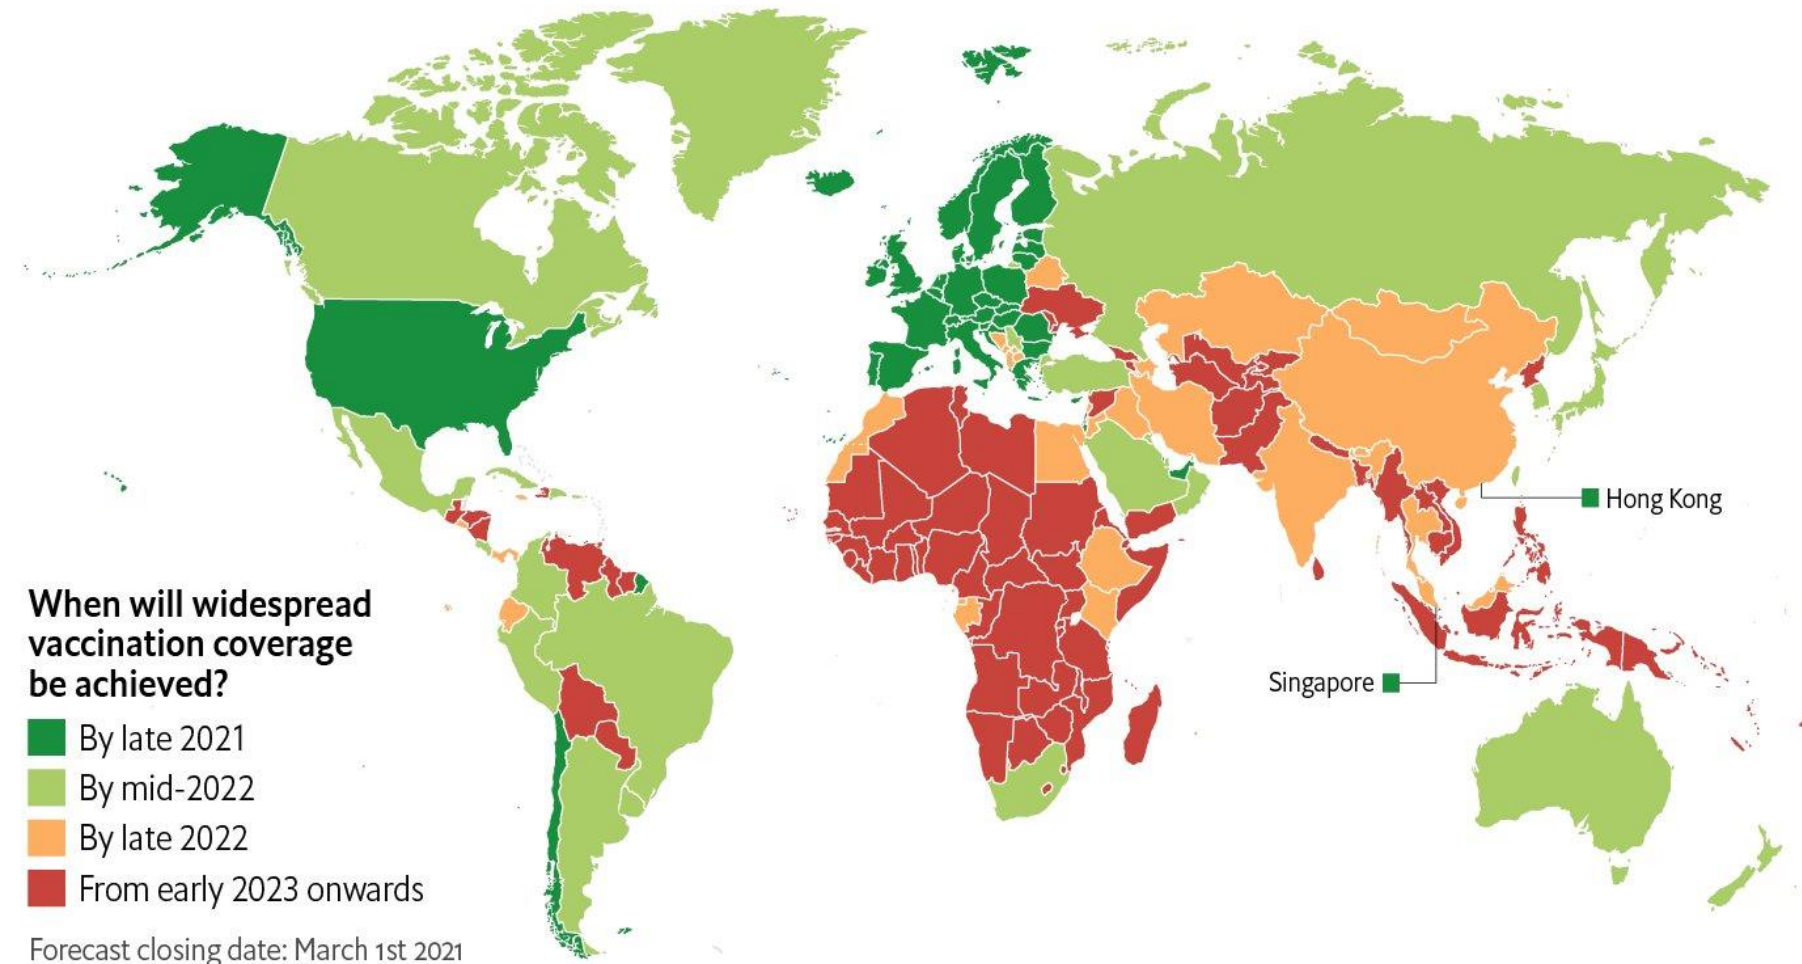 Hong Kong
Singapore
When will widespread
vaccination coverage
be achieved?
By late 2021
By mid-2022
By late 2022
From early 2023 onwards
Forecast closing date: March 1st 2021